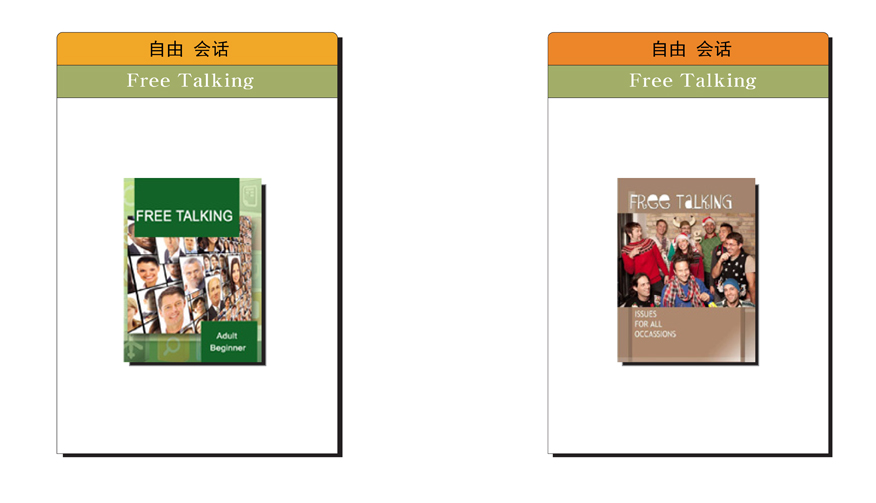 自由 会话
Free Talking
FREE TALKING
Adult
Beginner
自由 会话
Free Talking
FREE TALKING
ISSUES
FOR ALL
OCCASSIONS